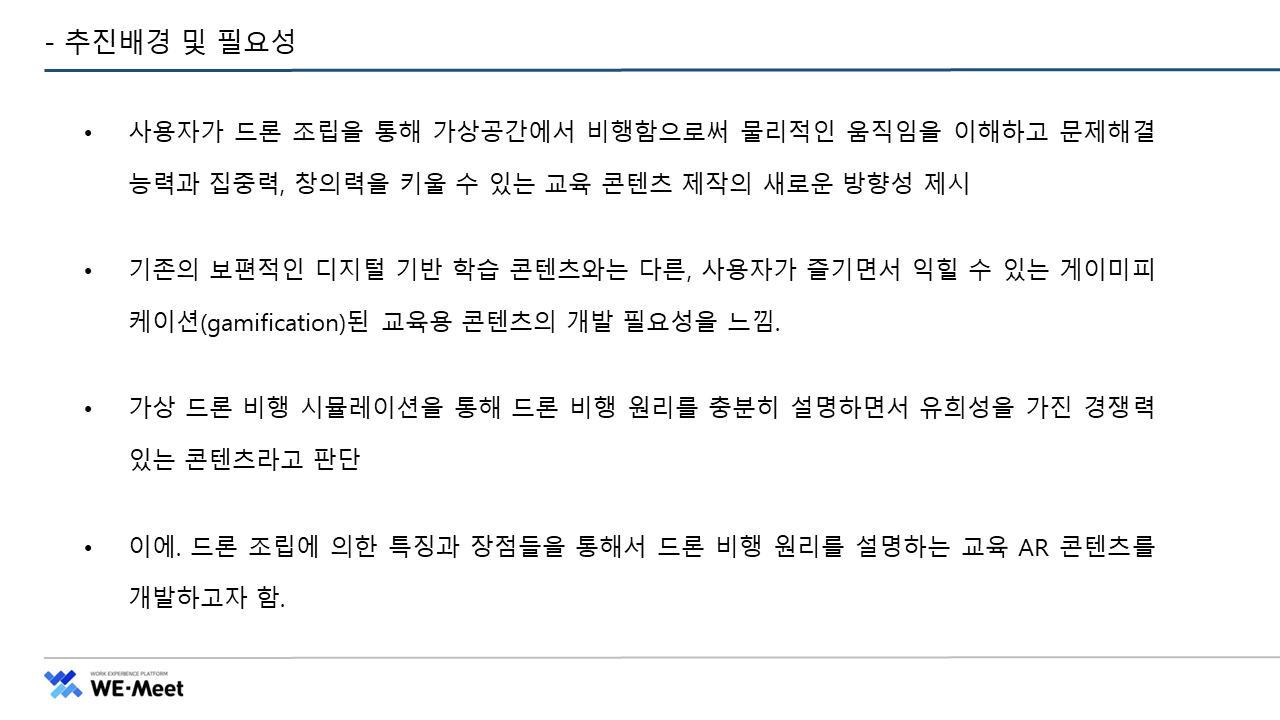 - 추진배경 및 필요성
• 사용자가 드론 조립을 통해 가상공간에서 비행함으로써 물리적인 움직임을 이해하고 문제해결
능력과 집중력, 창의력을 키울 수 있는 교육 콘텐츠 제작의 새로운 방향성 제시
• 기존의 보편적인 디지털 기반 학습 콘텐츠와는 다른, 사용자가 즐기면서 익힐 수 있는 게이미피
케이션(gamification)된 교육용 콘텐츠의 개발 필요성을 느낌.
• 가상 드론 비행 시뮬레이션을 통해 드론 비행 원리를 충분히 설명하면서 유희성을 가진 경쟁력
있는 콘텐츠라고 판단
• 이에. 드론 조립에 의한 특징과 장점들을 통해서 드론 비행 원리를 설명하는 교육 AR 콘텐츠를
개발하고자 함.
WORK EXPERIENCE PLATFORM
WE-Meet